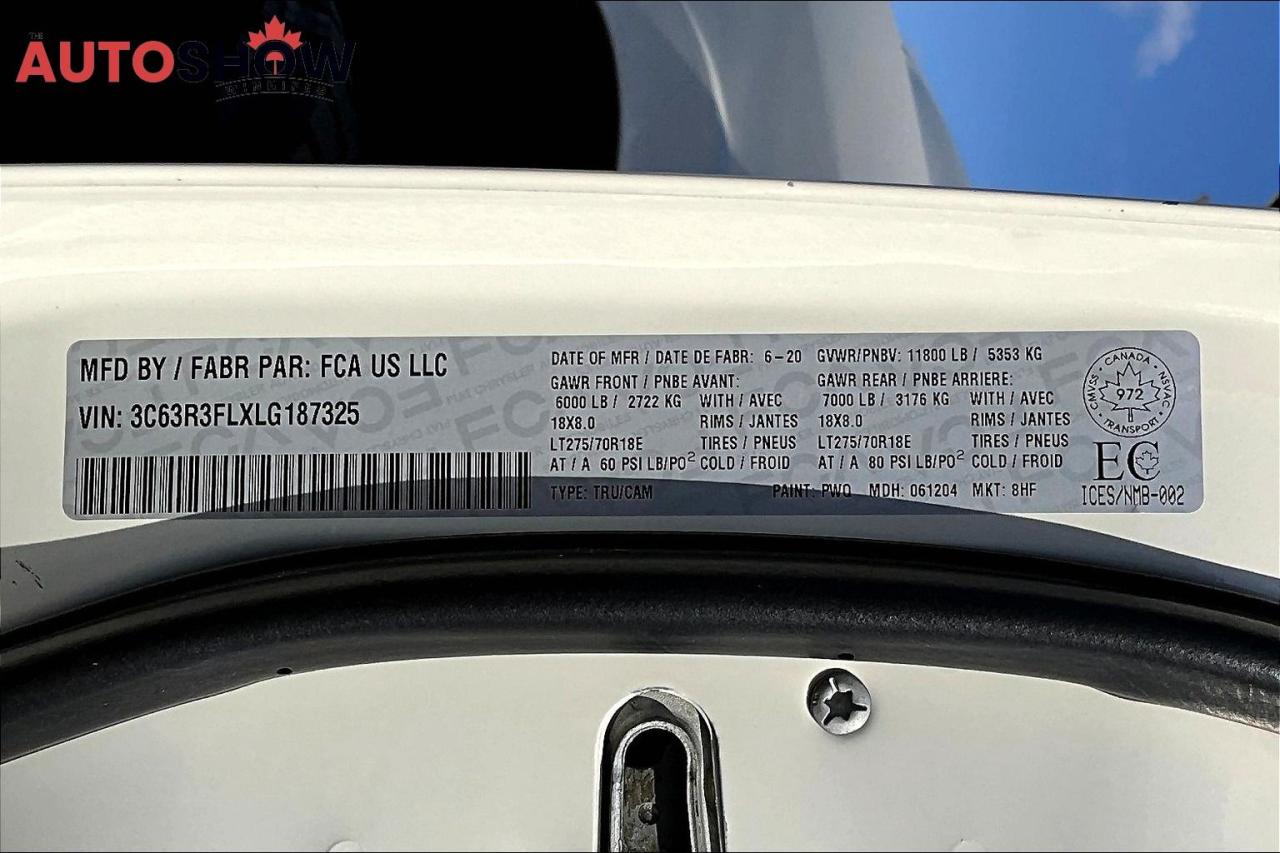 THE
AUTOSHOW
WINNIPEG
MFD BY / FABR PAR: FCA US LLC
VIN: 3C63R3FLXLG187325
DATE OF MFR / DATE DE FABR: 6-20 GVWR/PNBV: 11800 LB / 5353 KG
GAWR FRONT / PNBE AVANT: GAWR REAR / PNBE ARRIERE:
6000 LB / 2722 KG WITH / AVEC 7000 LB / 3176 KG WITH / AVEC
18X8.0 RIMS / JANTES 18X8.0 RIMS / JANTES
LT275/70R18E TIRES / PNEUS LT275/70R18E TIRES / PNEUS
AT / A 60 PSI LB/PO² COLD / FROID AT / A 80 PSI LB/PO² COLD / FROID
TYPE: TRU/CAM PAINT: PWQ MDH: 061204 MKT: 8HF
CANADA
CMVSS NSVAC
972
TRANSPORT
EC
ICES/NMB-002